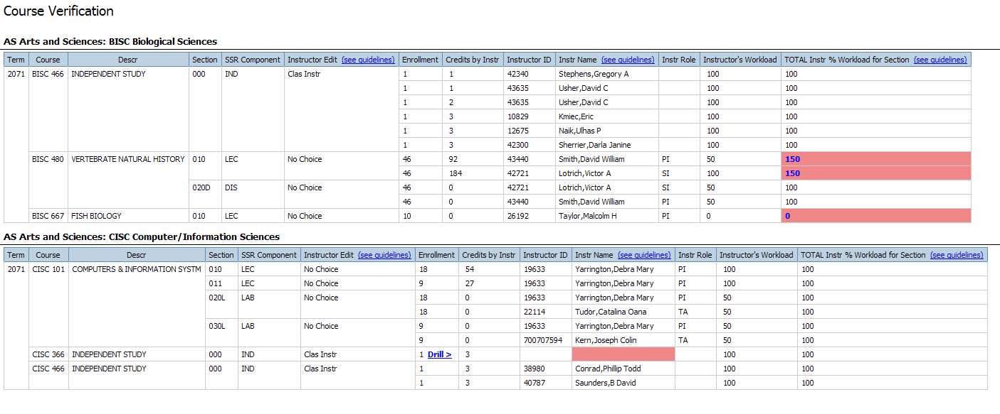 Course Verification
AS Arts and Sciences: BISC Biological Sciences
Term Course Descr Section SSR Component Instructor Edit (see guidelines) Enrollment Credits by Instr Instructor ID Instr Name (see guidelines) Instr Role Instructor's Workload TOTAL Instr % Workload for Section (see guidelines)
2071 BISC 466 INDEPENDENT STUDY 000 IND Clas Instr 1 1 42340 Stephens,Gregory A 100 100
1 1 43635 Usher,David C 100 100
1 2 43635 Usher,David C 100 100
1 3 10829 Kmiec,Eric 100 100
1 3 12675 Naik,Ulhas P 100 100
1 3 42300 Sherrier,Darla Janine 100 100
BISC 480 VERTEBRATE NATURAL HISTORY 010 LEC No Choice 46 92 43440 Smith,David William PI 50 150
46 184 42721 Lotrich,Victor A SI 100 150
020D DIS No Choice 46 0 42721 Lotrich,Victor A SI 50 100
46 0 43440 Smith,David William PI 50 100
BISC 667 FISH BIOLOGY 010 LEC No Choice 10 0 26192 Taylor,Malcolm H PI 0 0
AS Arts and Sciences: CISC Computer/Information Sciences
Term Course Descr Section SSR Component Instructor Edit (see guidelines) Enrollment Credits by Instr Instructor ID Instr Name (see guidelines) Instr Role Instructor's Workload TOTAL Instr % Workload for Section (see guidelines)
2071 CISC 101 COMPUTERS & INFORMATION SYSTM 010 LEC No Choice 18 54 19633 Yarrington,Debra Mary PI 100 100
011 LEC No Choice 9 27 19633 Yarrington,Debra Mary PI 100 100
020L LAB No Choice 18 0 19633 Yarrington,Debra Mary PI 50 100
18 0 22114 Tudor,Catalina Oana TA 50 100
030L LAB No Choice 9 0 19633 Yarrington,Debra Mary PI 50 100
9 0 700707594 Kern,Joseph Colin TA 50 100
CISC 366 INDEPENDENT STUDY 000 IND Clas Instr 1 Drill > 3 100 100
CISC 466 INDEPENDENT STUDY 000 IND Clas Instr 1 3 38980 Conrad,Phillip Todd 100 100
1 3 40787 Saunders,B David 100 100